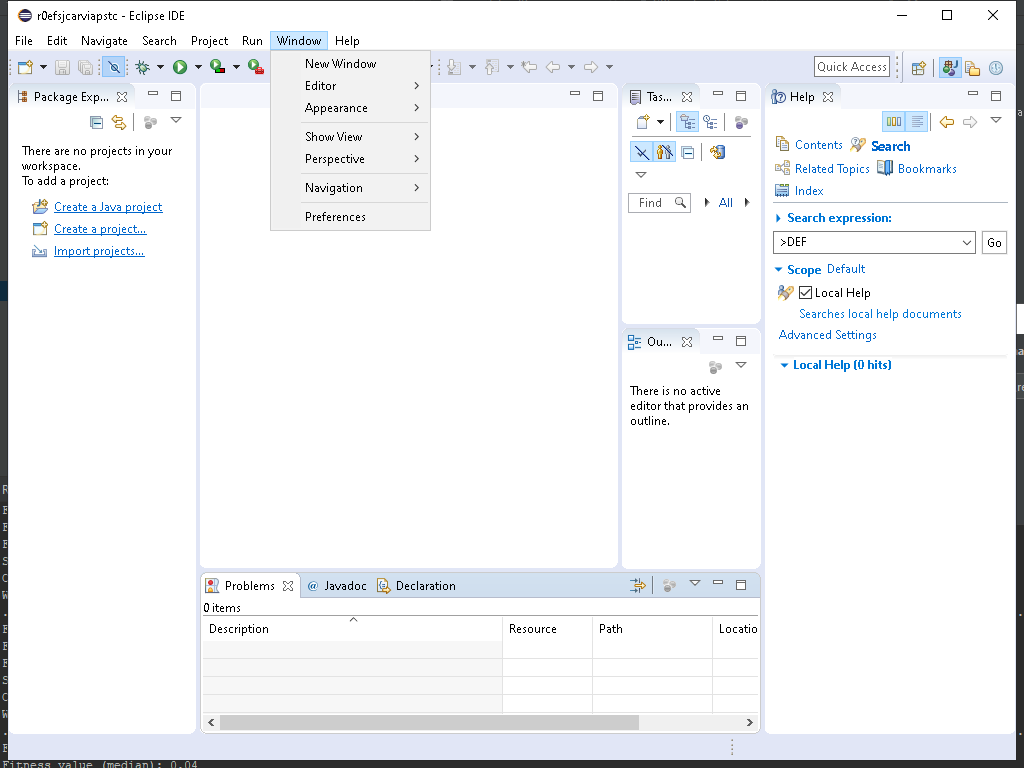 r0efsjcarviapstc - Eclipse IDE
File Edit Navigate Search Project Run Window Help
Quick Access
New Window
Editor
Appearance
Show View
Perspective
Navigation
Preferences
Package Exp...
There are no projects in your
workspace.
To add a project:
Create a Java project
Create a project...
Import projects...
Tas...
Find
All
Ou...
There is no active
editor that provides an
outline.
Help
Contents Search
Related Topics Bookmarks
Index
Search expression:
>DEF
Go
Scope Default
Local Help
Searches local help documents
Advanced Settings
Local Help (0 hits)
Problems @ Javadoc Declaration
0 items
Description Resource Path Locatio
Fitness value (median): 0.04